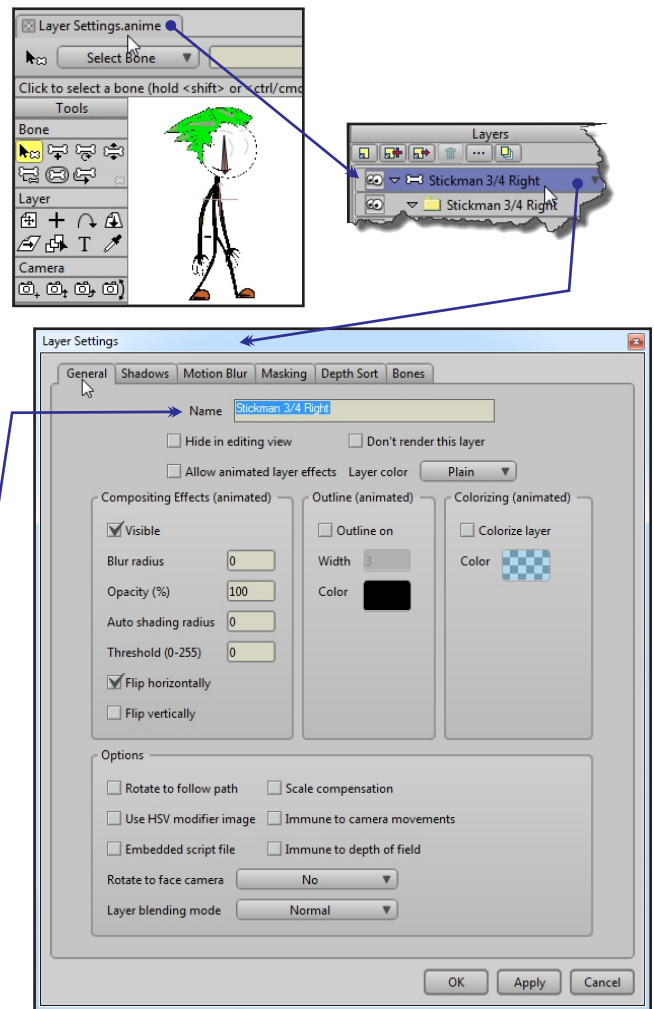 Layer Settings.anime
Select Bone
Click to select a bone (hold <shift> or <ctrl/cmd
Tools
Bone
Layer
T
Camera
Layers
Stickman 3/4 Right
Stickman 3/4 Right
Layer Settings
General Shadows Motion Blur Masking Depth Sort Bones
Name Stickman 3/4 Right
Hide in editing view Don't render this layer
Allow animated layer effects Layer color Plain
Compositing Effects (animated) Outline (animated) Colorizing (animated)
Visible Outline on Colorize layer
Blur radius 0 Width 3 Color
Opacity (%) 100 Color
Auto shading radius 0
Threshold (0-255) 0
Flip horizontally
Flip vertically
Options
Rotate to follow path Scale compensation
Use HSV modifier image Immune to camera movements
Embedded script file Immune to depth of field
Rotate to face camera No
Layer blending mode Normal
OK Apply Cancel